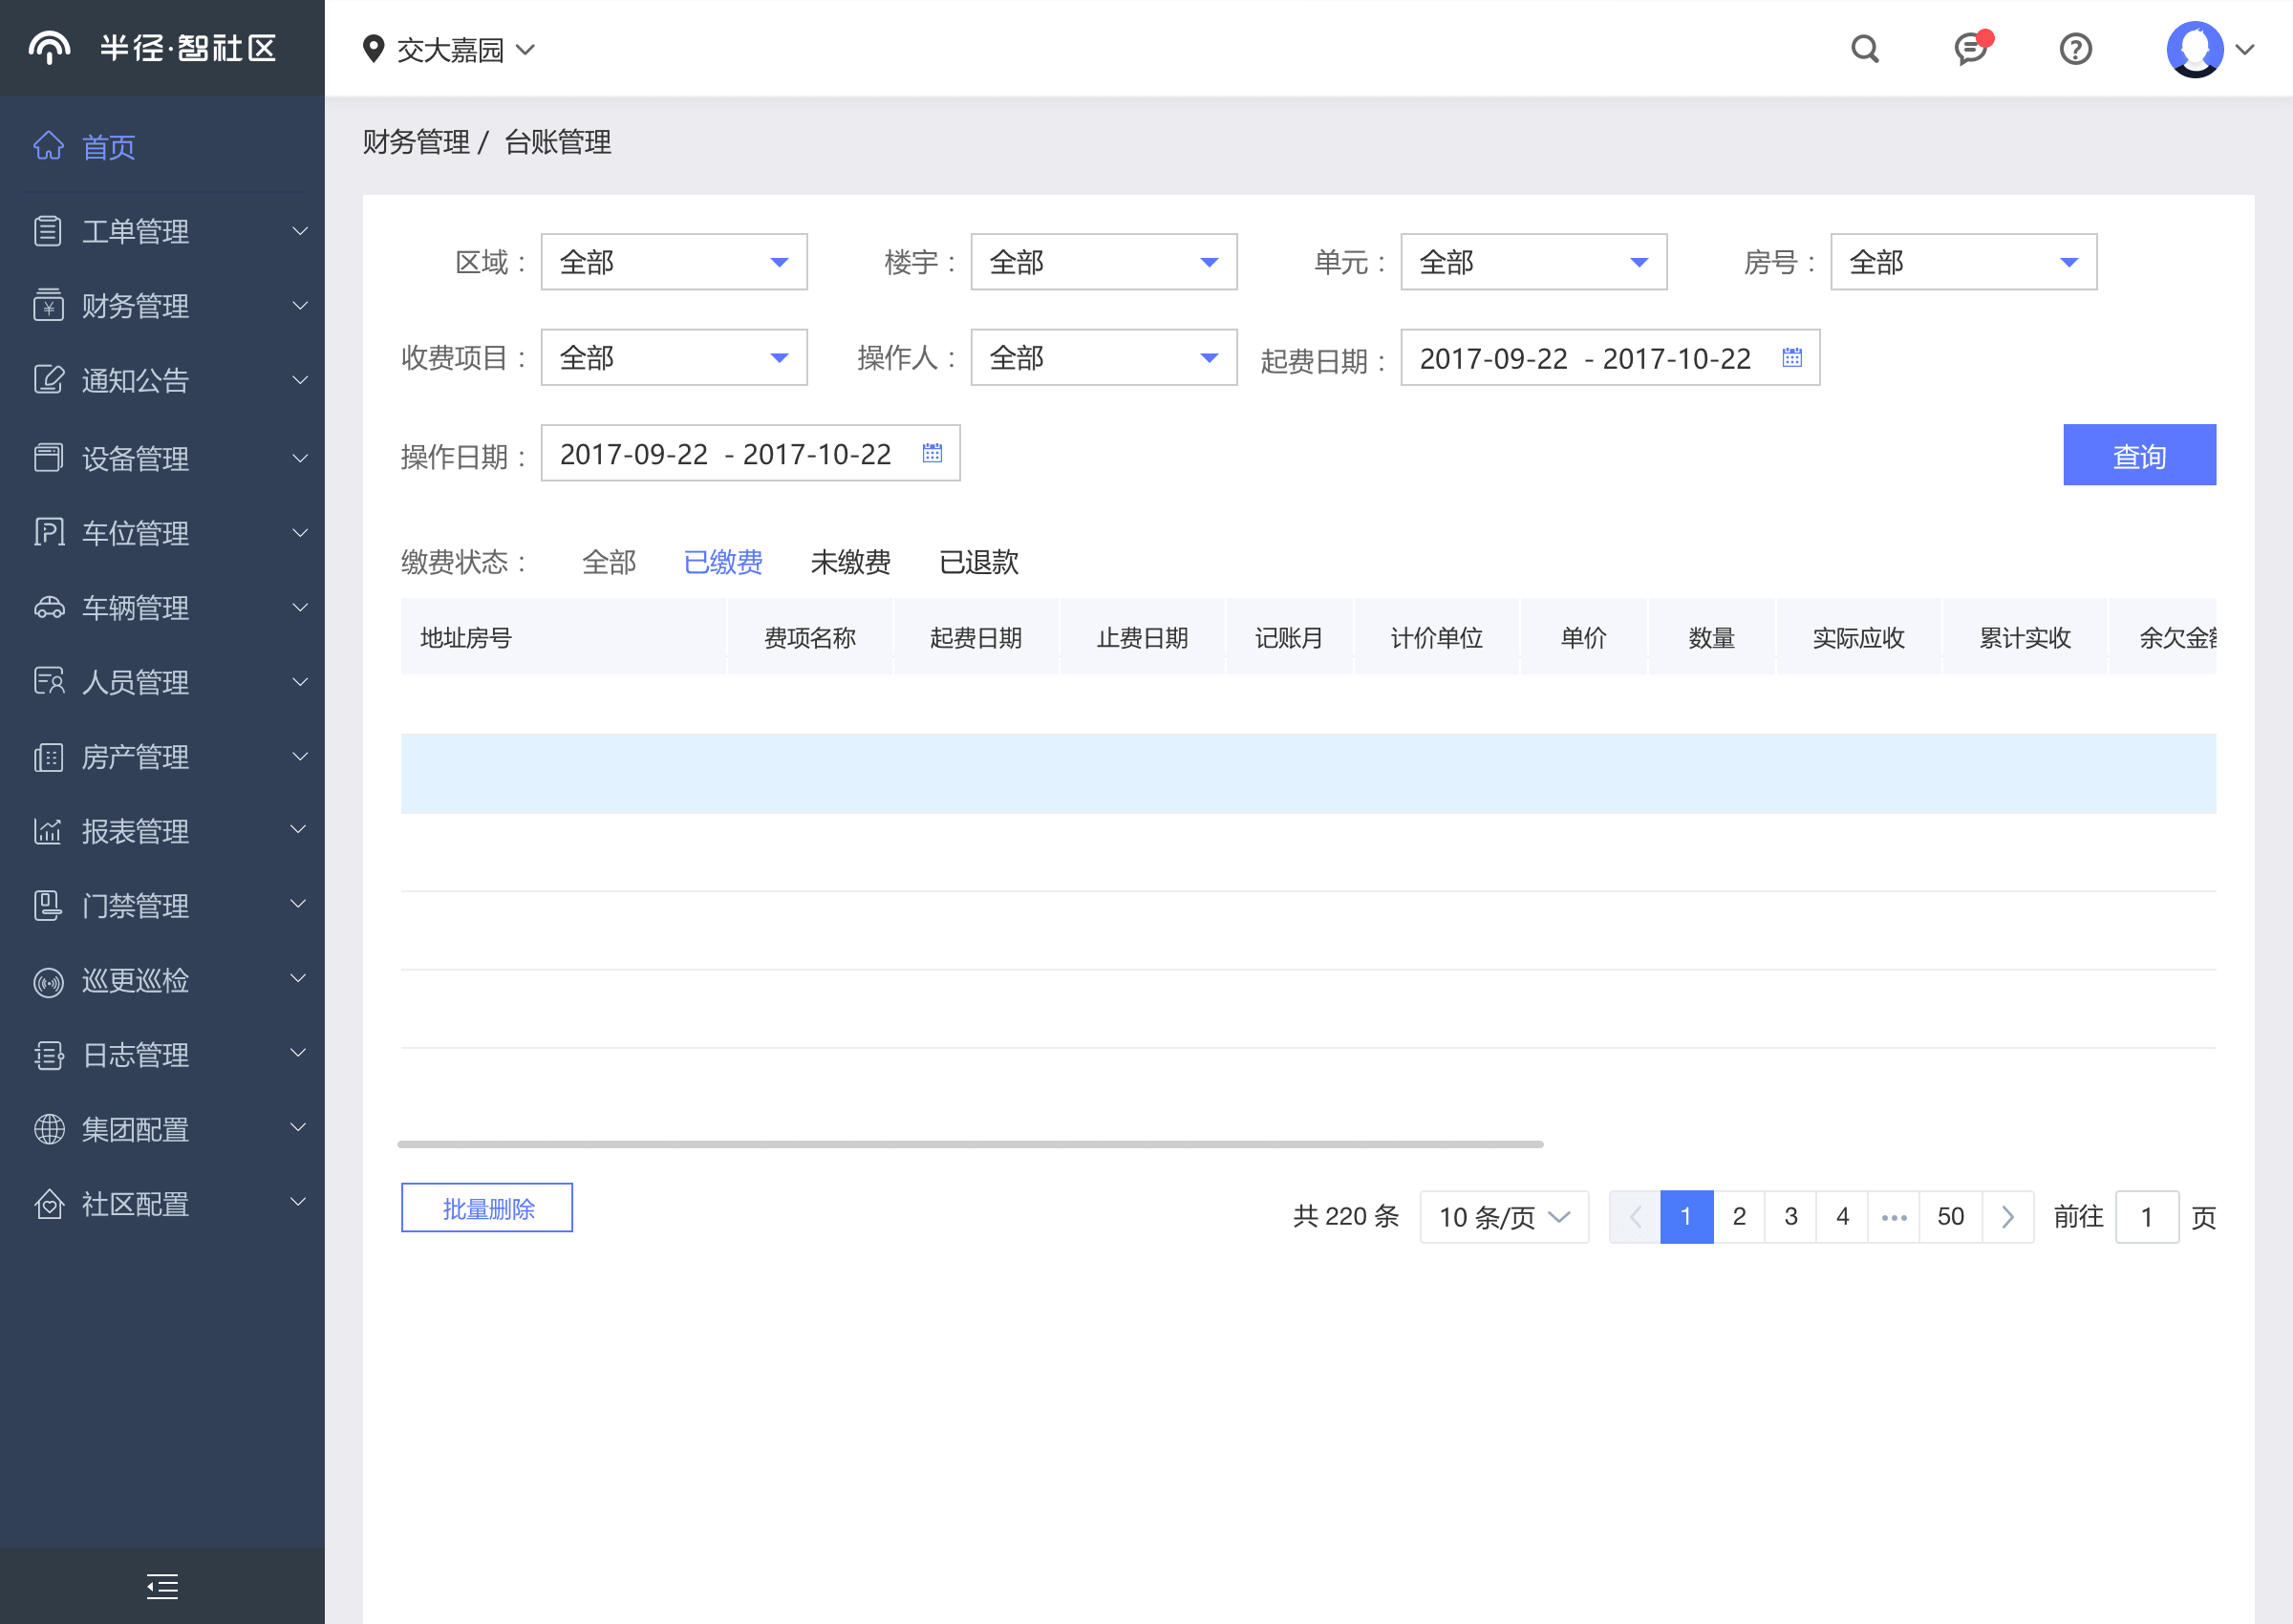 半径·智社区
交大嘉园
首页
工单管理
财务管理
通知公告
设备管理
车位管理
车辆管理
人员管理
房产管理
报表管理
门禁管理
巡更巡检
日志管理
集团配置
社区配置
财务管理 / 台账管理
区域： 全部 楼宇： 全部 单元： 全部 房号： 全部
收费项目： 全部 操作人： 全部 起费日期： 2017-09-22 - 2017-10-22
操作日期： 2017-09-22 - 2017-10-22 查询
缴费状态： 全部 已缴费 未缴费 已退款
地址房号 费项名称 起费日期 止费日期 记账月 计价单位 单价 数量 实际应收 累计实收 余欠金额
批量删除 共 220 条 10 条/页 1 2 3 4 ••• 50 前往 1 页